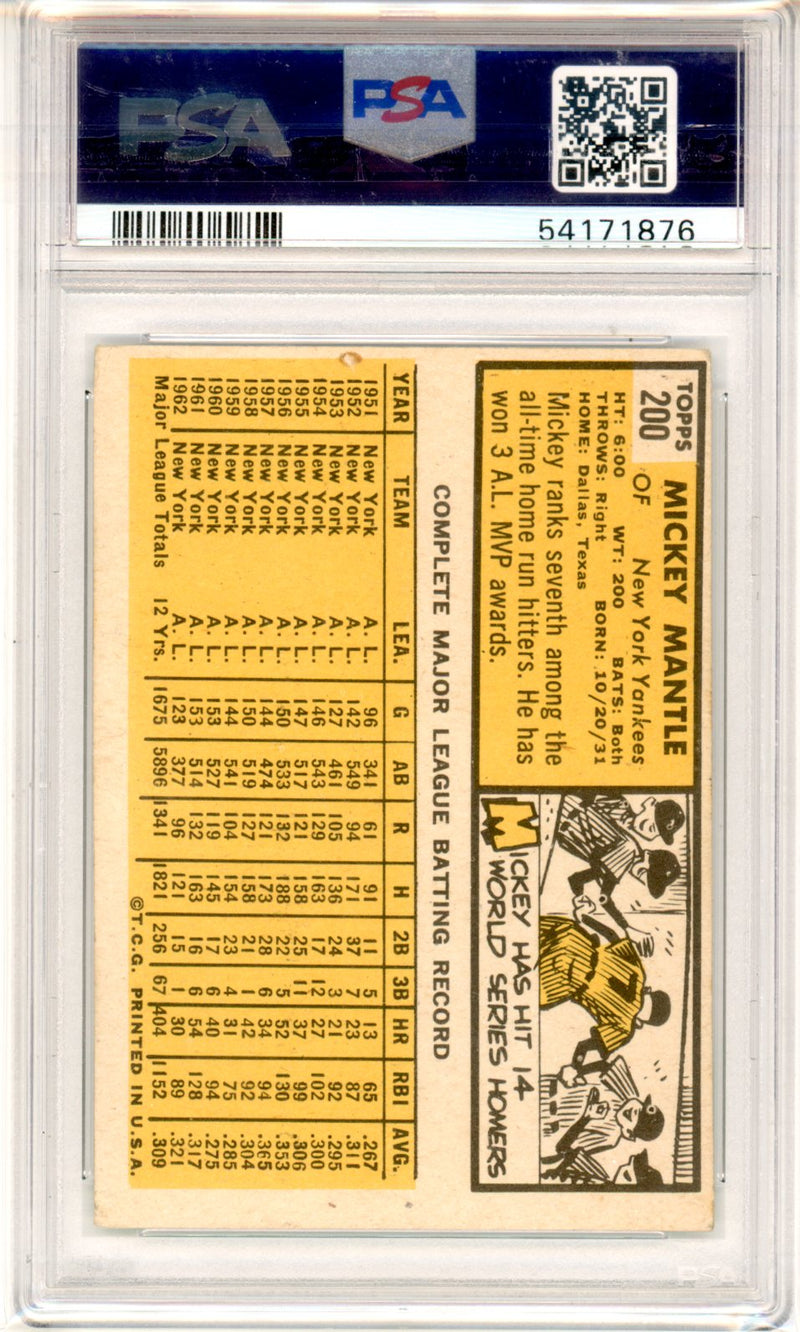 PSA
PSA
54171876
TOPPS
200
MICKEY MANTLE
OF New York Yankees
HT: 6:00 WT: 200 BATS: Both
THROWS: Right BORN: 10/20/31
HOME: Dallas, Texas
Mickey ranks seventh among the
all-time home run hitters. He has
won 3 A.L. MVP awards.
7
MICKEY HAS HIT 14
WORLD SERIES HOMERS
COMPLETE MAJOR LEAGUE BATTING RECORD
YEAR TEAM LEA. G AB R H 2B 3B HR RBI AVG.
1951 New York A. L. 96 341 61 91 11 5 13 65 .267
1952 New York A. L. 142 549 94 171 37 7 23 87 .311
1953 New York A. L. 127 461 105 136 24 3 21 92 .295
1954 New York A. L. 146 543 129 163 17 12 27 102 .300
1955 New York A. L. 147 517 121 158 25 11 37 99 .306
1956 New York A. L. 150 533 132 188 22 5 52 130 .353
1957 New York A. L. 144 474 121 173 28 6 34 94 .365
1958 New York A. L. 150 519 127 158 21 1 42 97 .304
1959 New York A. L. 144 541 104 154 23 4 31 75 .285
1960 New York A. L. 153 527 119 145 17 6 40 94 .275
1961 New York A. L. 153 514 132 163 16 6 54 128 .317
1962 New York A. L. 123 377 96 121 15 1 30 89 .321
Major League Totals 12 Yrs. 1675 5896 1341 1821 256 67 404 1152 .309
©T.C.G. PRINTED IN U.S.A.
PSA